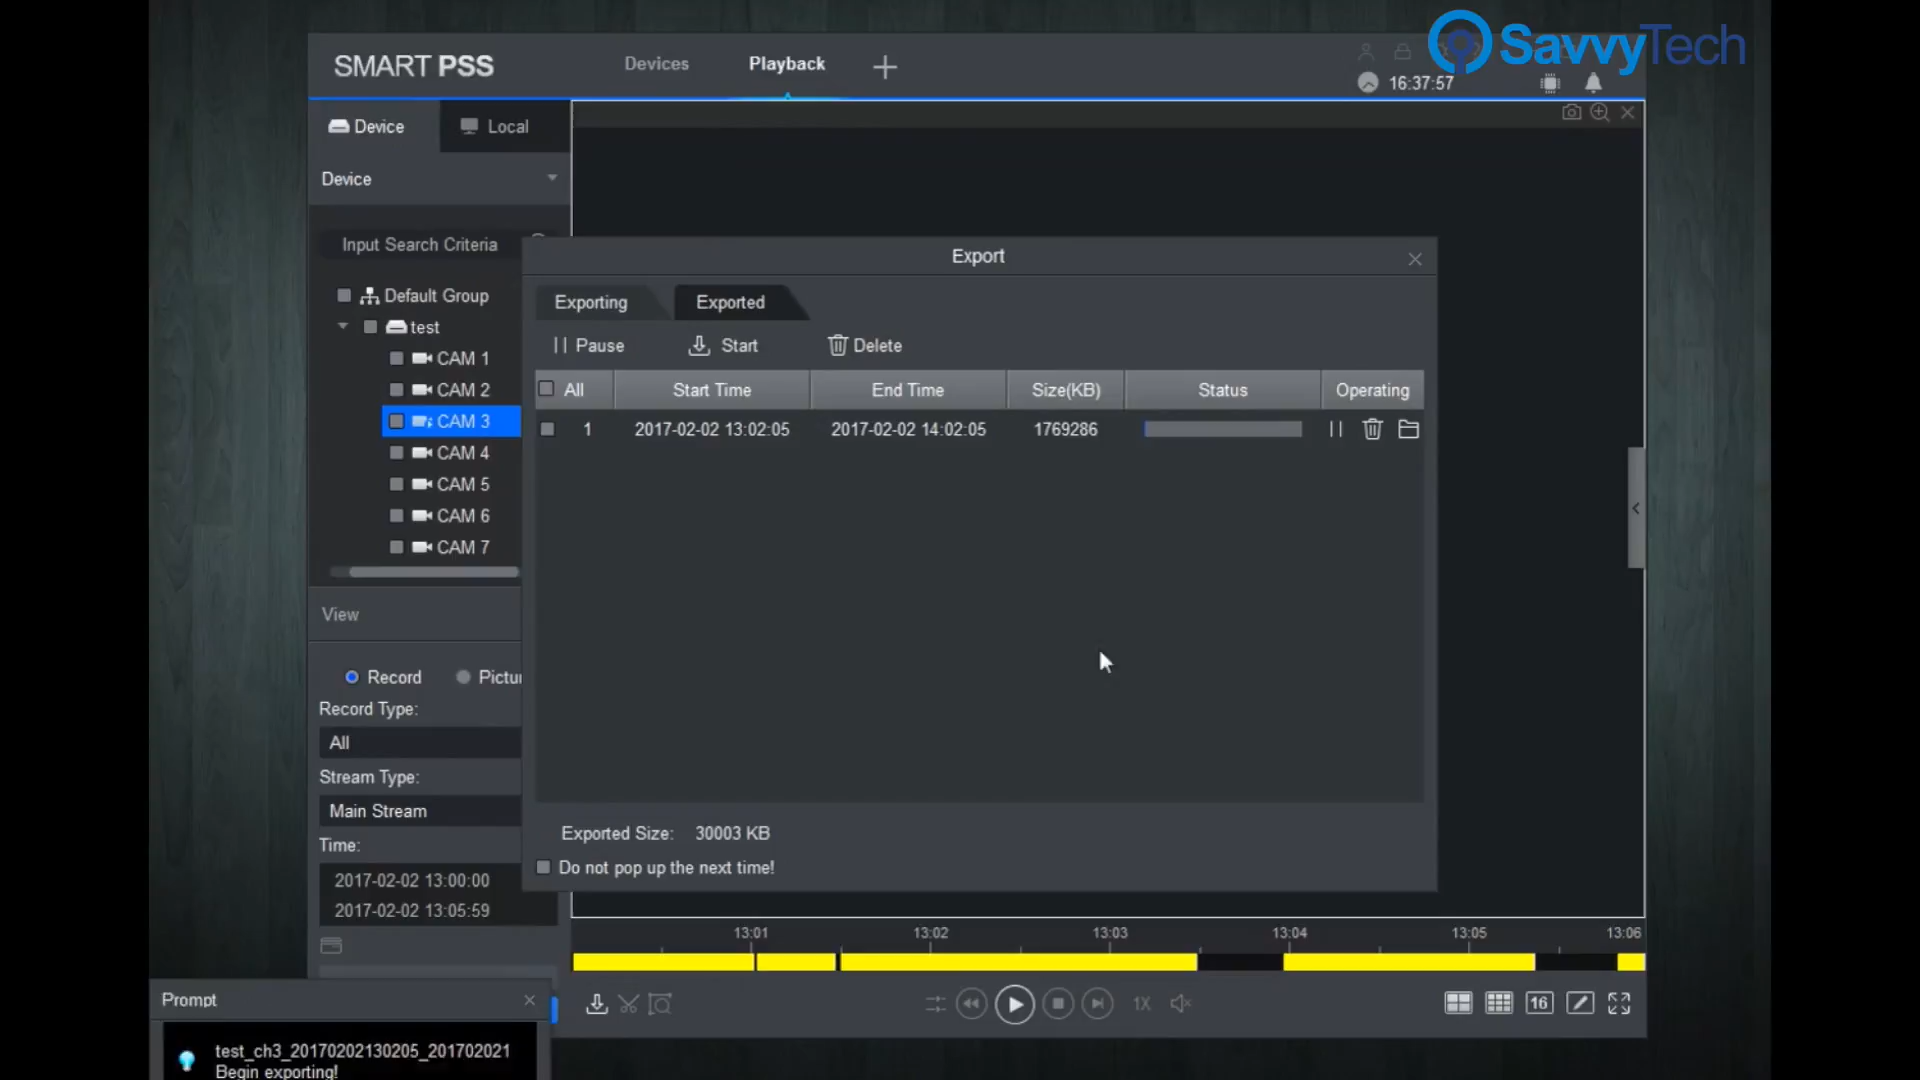 SavvyTech
SMART PSS
Devices
Playback
16:37:57
Device
Local
Device
Input Search Criteria
Default Group
test
CAM 1
CAM 2
CAM 3
CAM 4
CAM 5
CAM 6
CAM 7
View
Record
Pictu
Record Type:
All
Stream Type:
Main Stream
Time:
2017-02-02 13:00:00
2017-02-02 13:05:59
Export
Exporting
Exported
Pause
Start
Delete
All Start Time End Time Size(KB) Status Operating
1 2017-02-02 13:02:05 2017-02-02 14:02:05 1769286
Exported Size: 30003 KB
Do not pop up the next time!
13:01 13:02 13:03 13:04 13:05 13:06
1X
16
Prompt
test_ch3_20170202130205_201702021
Begin exporting!